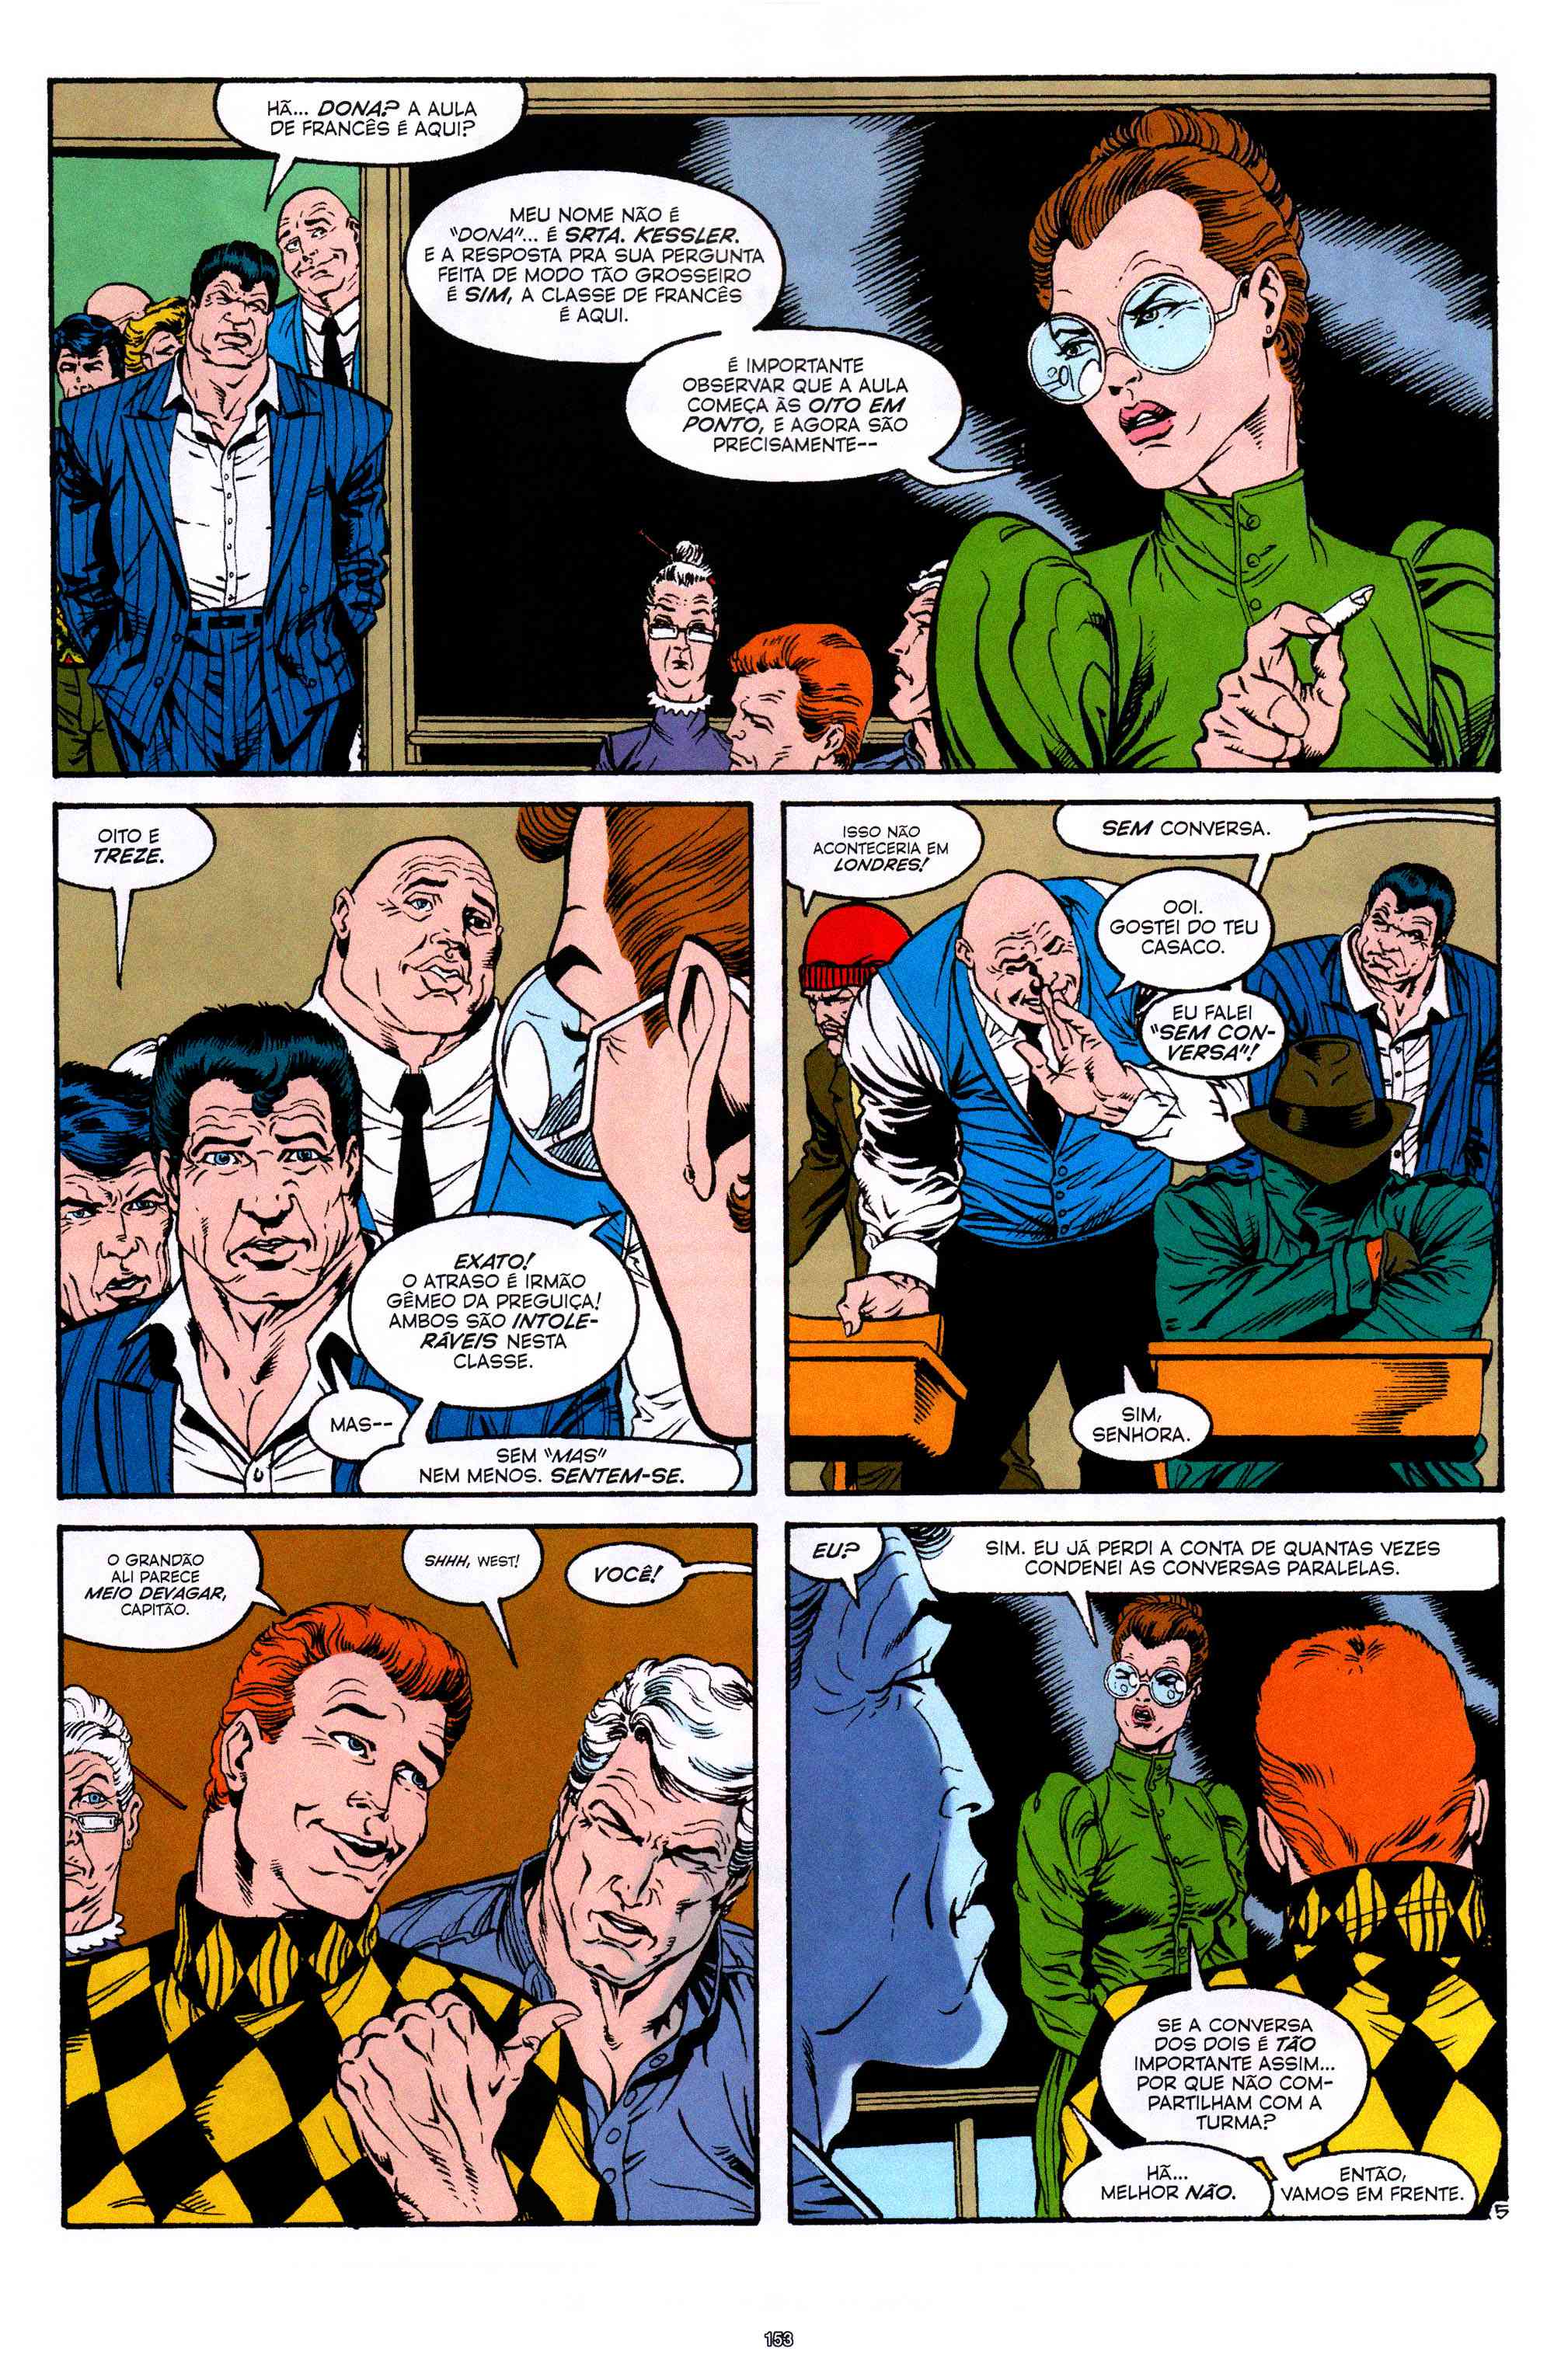 HÃ... DONA? A AULA
DE FRANCÊS É AQUI?
MEU NOME NÃO É
"DONA"... É SRTA. KESSLER.
E A RESPOSTA PRA SUA PERGUNTA
FEITA DE MODO TÃO GROSSEIRO
É SIM, A CLASSE DE FRANCÊS
É AQUI.
É IMPORTANTE
OBSERVAR QUE A AULA
COMEÇA ÀS OITO EM
PONTO, E AGORA SÃO
PRECISAMENTE--
OITO E
TREZE.
EXATO!
O ATRASO É IRMÃO
GÊMEO DA PREGUIÇA!
AMBOS SÃO INTOLE-
RÁVEIS NESTA
CLASSE.
MAS--
SEM "MAS"
NEM MENOS. SENTEM-SE.
ISSO NÃO
ACONTECERIA EM
LONDRES!
SEM CONVERSA.
OOI.
GOSTEI DO TEU
CASACO.
EU FALEI
"SEM CON-
VERSA"!
SIM,
SENHORA.
O GRANDÃO
ALI PARECE
MEIO DEVAGAR,
CAPITÃO.
SHHH, WEST!
VOCÊ!
EU?
SIM. EU JÁ PERDI A CONTA DE QUANTAS VEZES
CONDENEI AS CONVERSAS PARALELAS.
SE A CONVERSA
DOS DOIS É TÃO
IMPORTANTE ASSIM...
POR QUE NÃO COM-
PARTILHAM COM A
TURMA?
HÃ...
MELHOR NÃO.
ENTÃO,
VAMOS EM FRENTE.
5
153